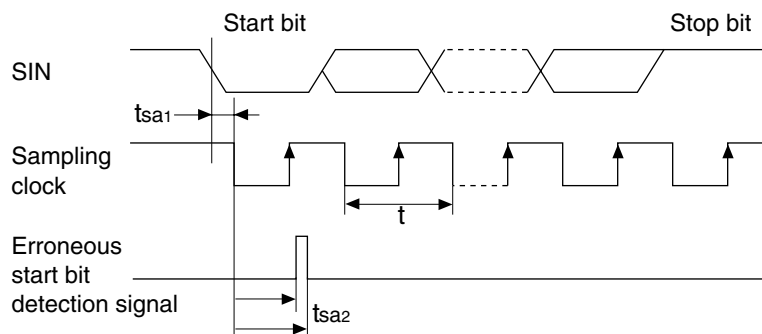 Start bit
Stop bit
SIN
tsa1
Sampling
clock
t
Erroneous
start bit
detection signal
tsa2